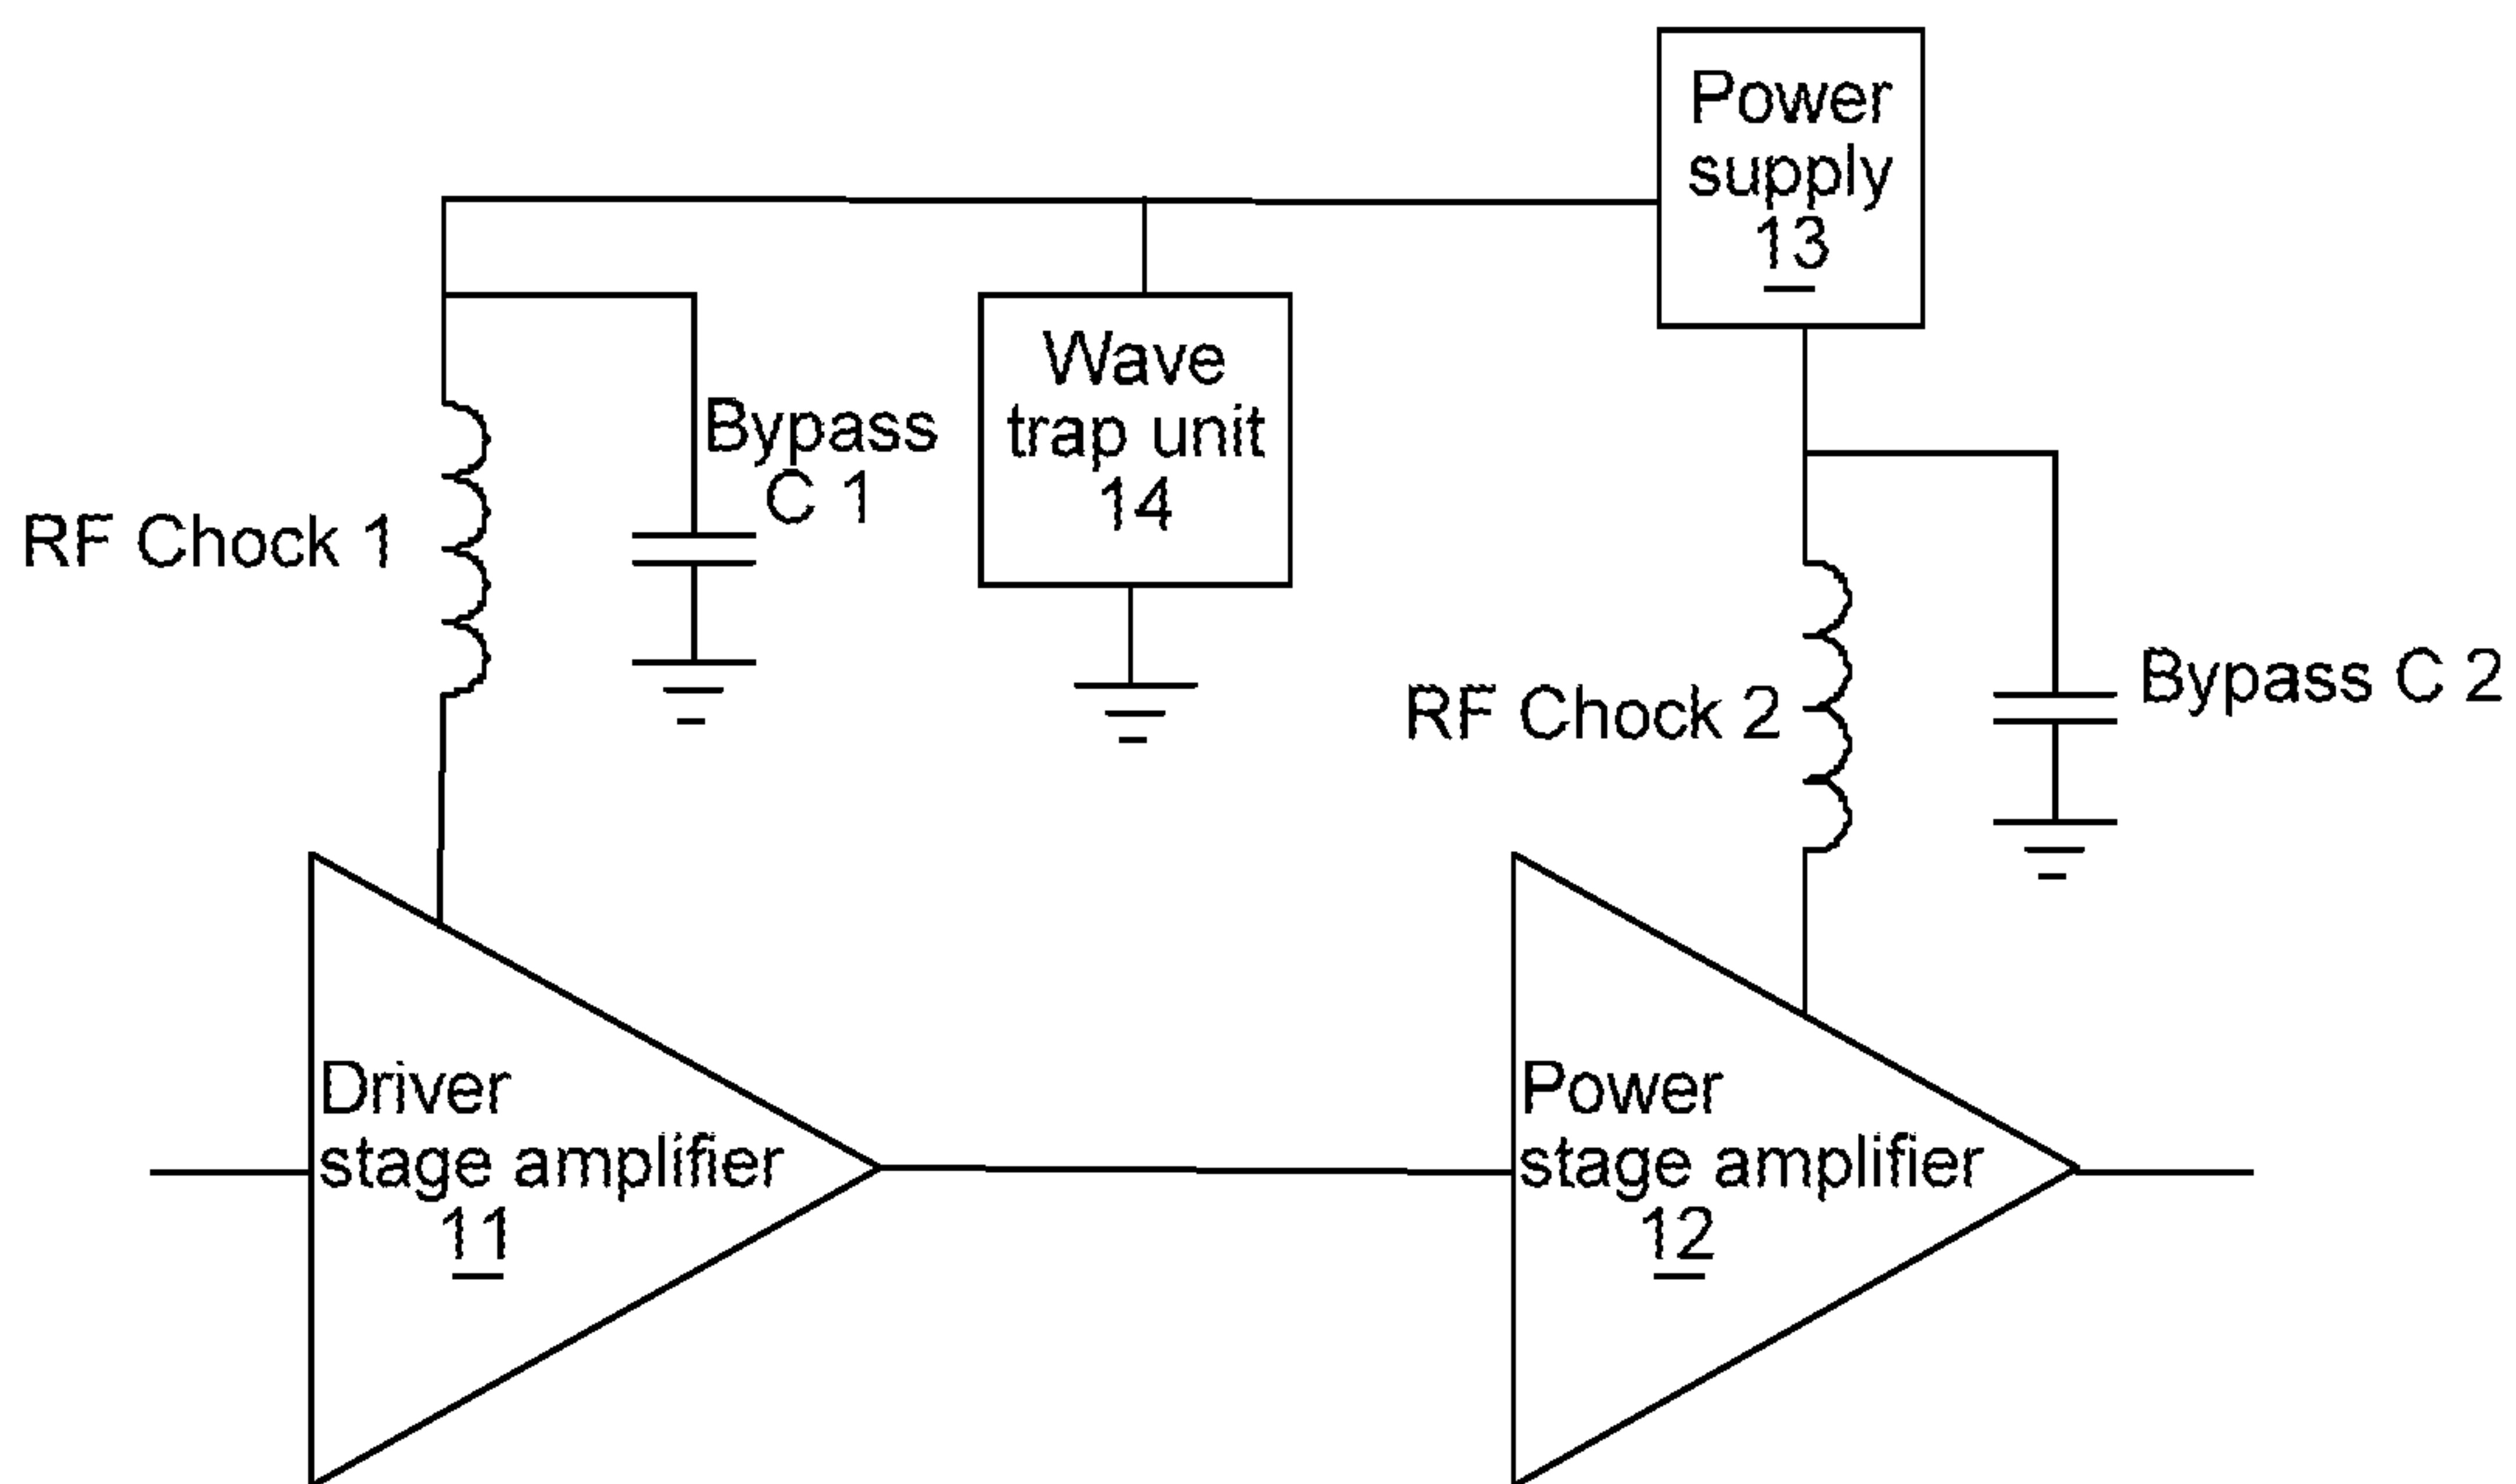 Power
supply
13
Wave
trap unit
14
Bypass
C 1
RF Chock 1
RF Chock 2
Bypass C 2
Driver
stage amplifier
11
Power
stage amplifier
12